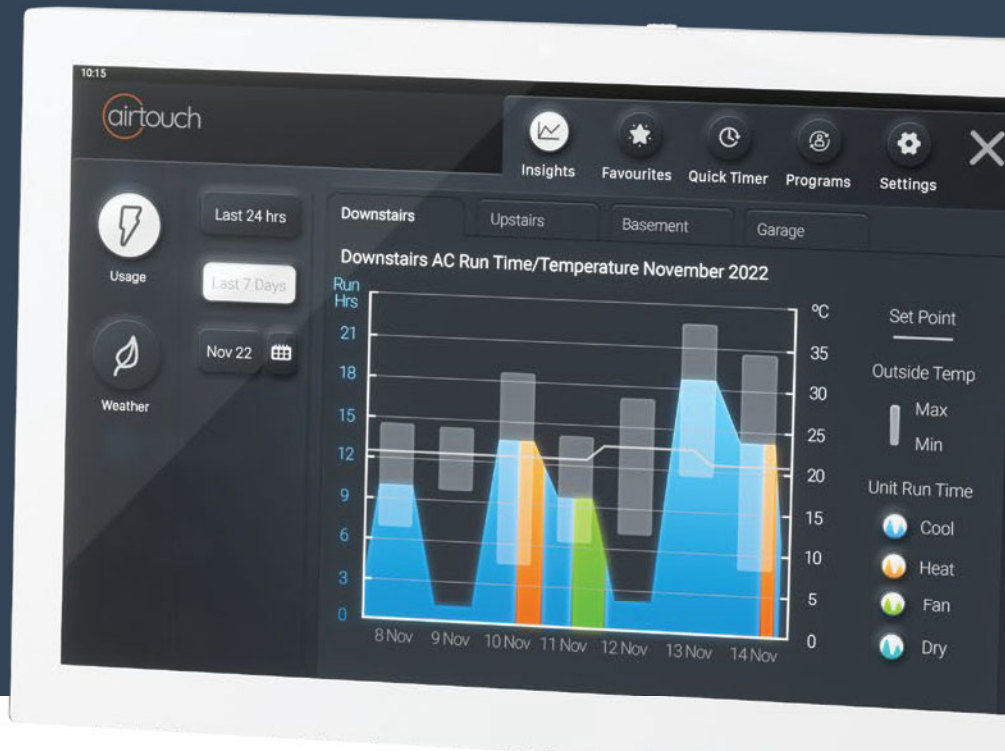 10:15
airtouch
Insights
Favourites
Quick Timer
Programs
Settings
Usage
Weather
Last 24 hrs
Last 7 Days
Nov 22
Downstairs
Upstairs
Basement
Garage
Downstairs AC Run Time/Temperature November 2022
Run
Hrs
21
18
15
12
9
6
3
0
8 Nov
9 Nov
10 Nov
11 Nov
12 Nov
13 Nov
14 Nov
ºC
35
30
25
20
15
10
5
0
Set Point
Outside Temp
Max
Min
Unit Run Time
Cool
Heat
Fan
Dry